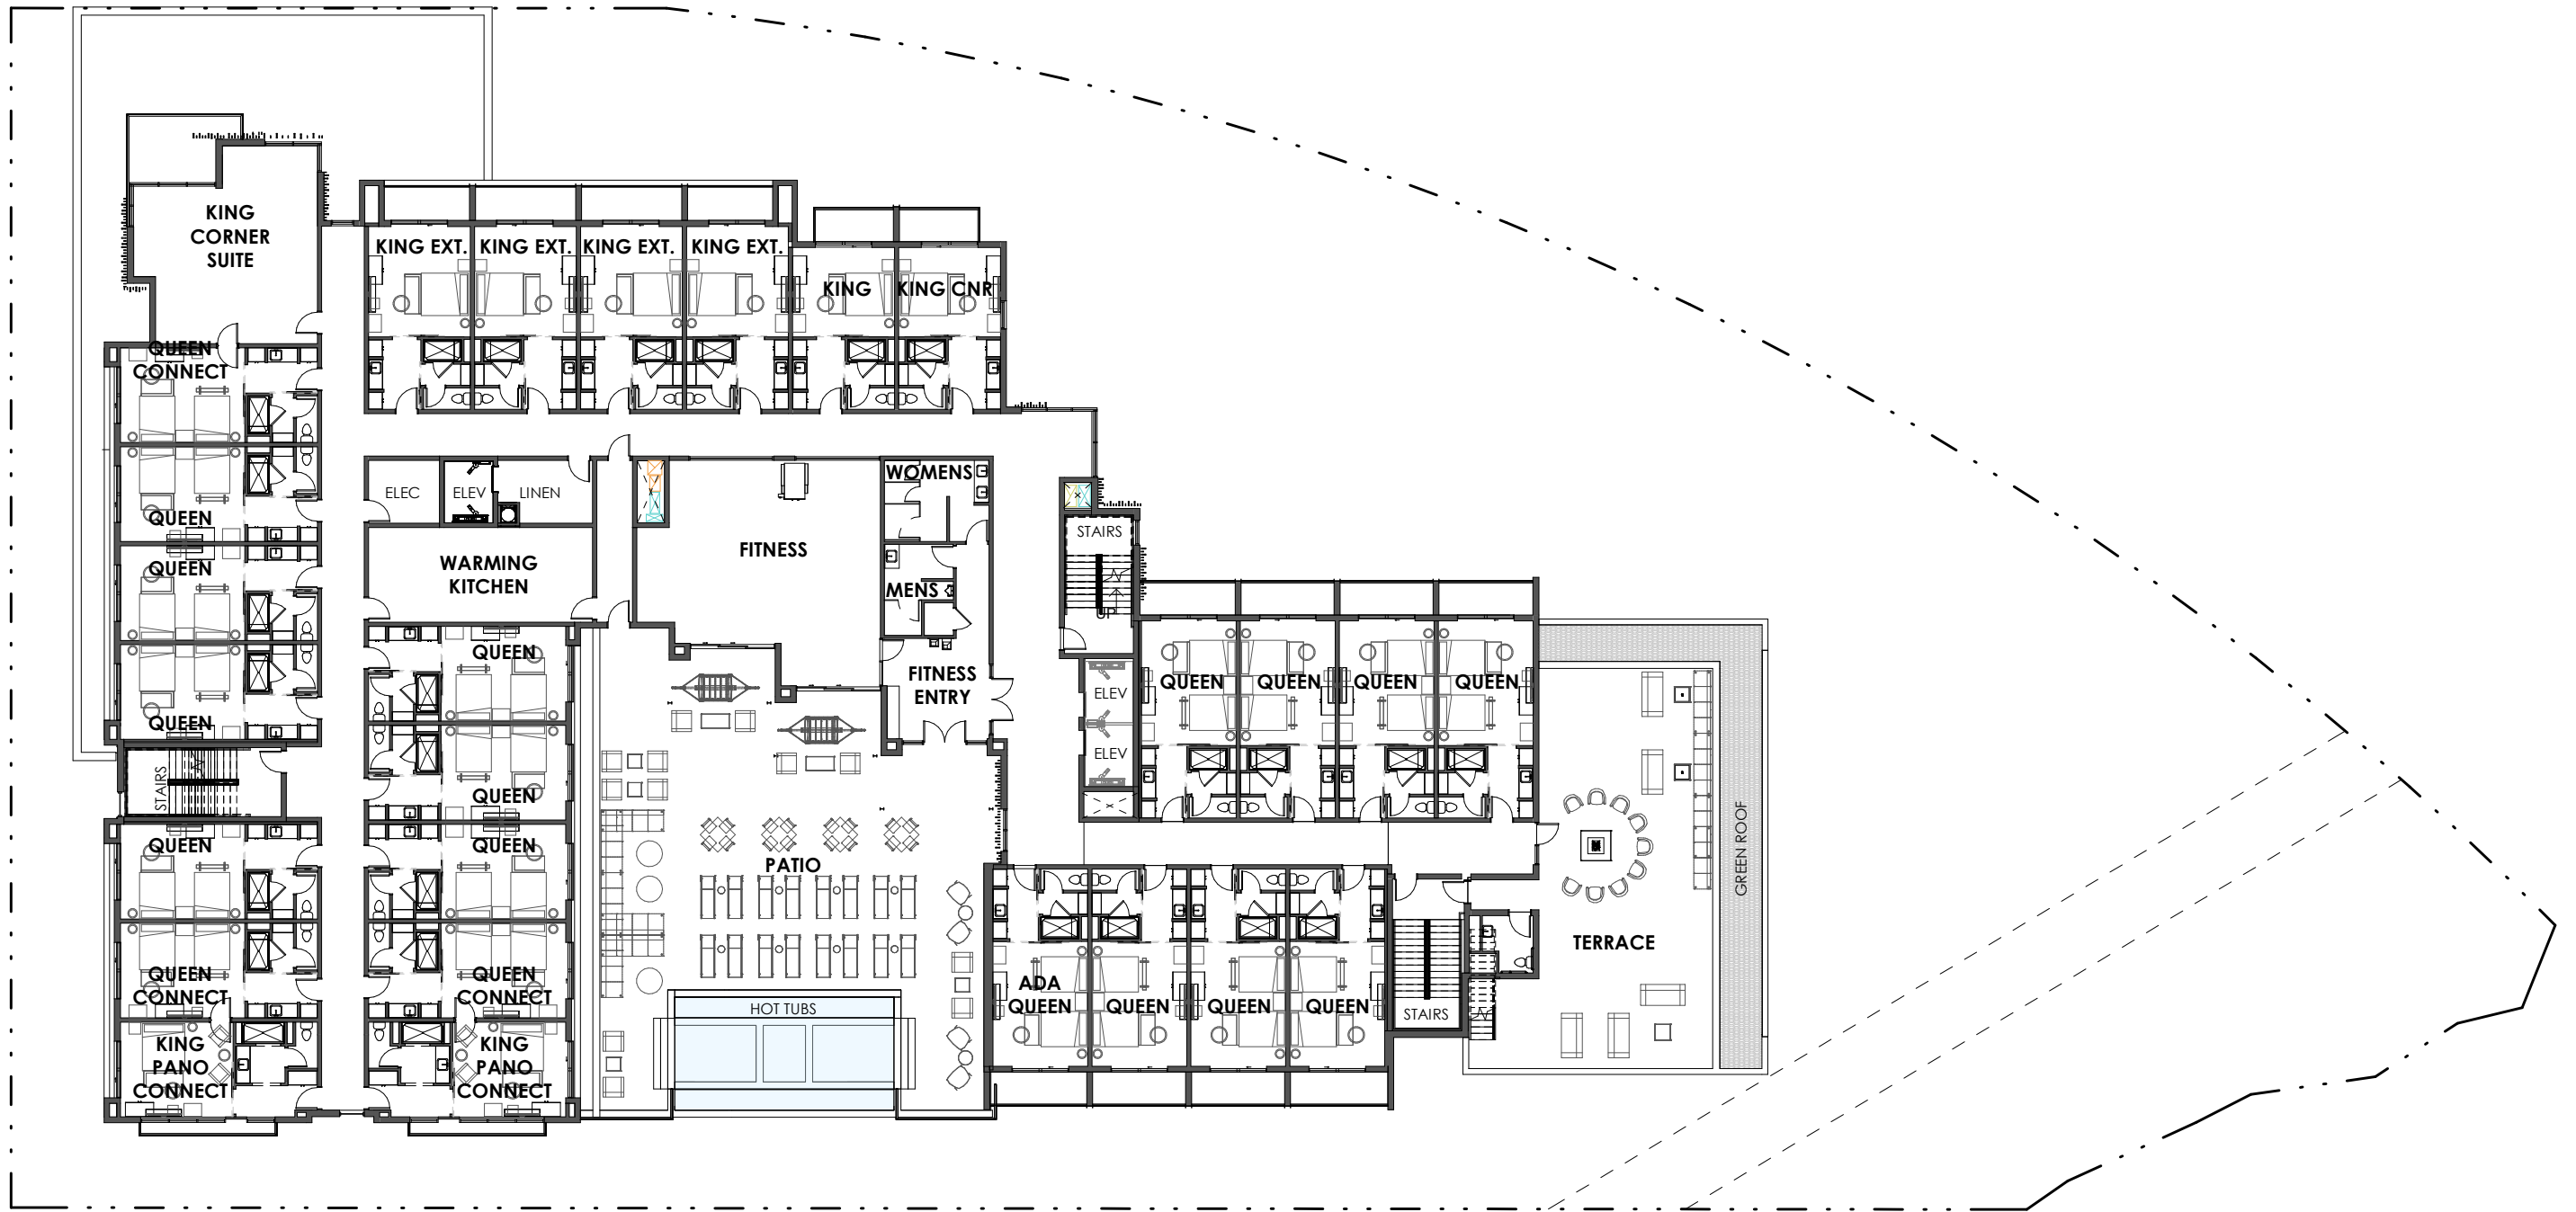 KING
CORNER
SUITE
KING EXT.
KING EXT.
KING EXT.
KING EXT.
KING
KING CNR
QUEEN
CONNECT
QUEEN
QUEEN
QUEEN
STAIRS
QUEEN
QUEEN
CONNECT
KING
PANO
CONNECT
ELEC
ELEV
LINEN
WARMING
KITCHEN
QUEEN
QUEEN
QUEEN
QUEEN
CONNECT
KING
PANO
CONNECT
FITNESS
WOMENS
MENS
FITNESS
ENTRY
PATIO
HOT TUBS
STAIRS
UP
ELEV
ELEV
QUEEN
QUEEN
QUEEN
QUEEN
ADA
QUEEN
QUEEN
QUEEN
QUEEN
STAIRS
TERRACE
GREEN ROOF